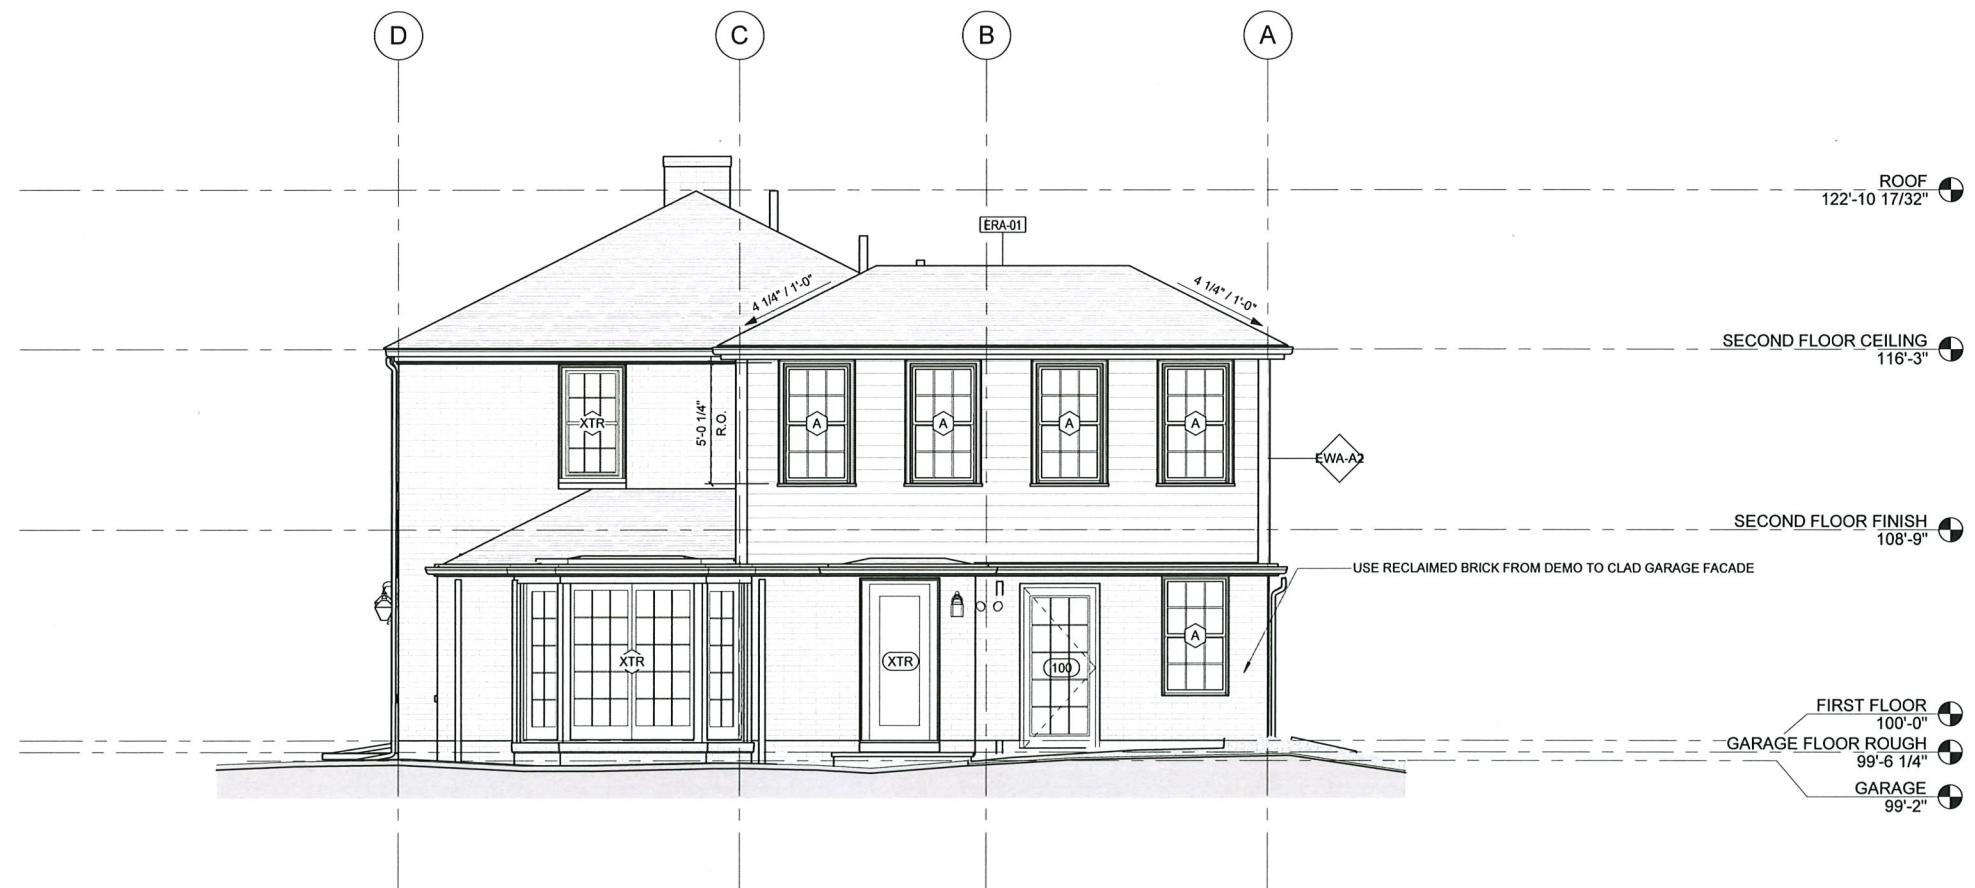 D
C
B
A
ROOF
122'-10 17/32"
ERA-01
4 1/4" / 1'-0"
4 1/4" / 1'-0"
SECOND FLOOR CEILING
116'-3"
XTR
5'-0 1/4"
R.O.
A
A
A
A
EWA-A2
SECOND FLOOR FINISH
108'-9"
USE RECLAIMED BRICK FROM DEMO TO CLAD GARAGE FACADE
A
XTR
XTR
100
FIRST FLOOR
100'-0"
GARAGE FLOOR ROUGH
99'-6 1/4"
GARAGE
99'-2"